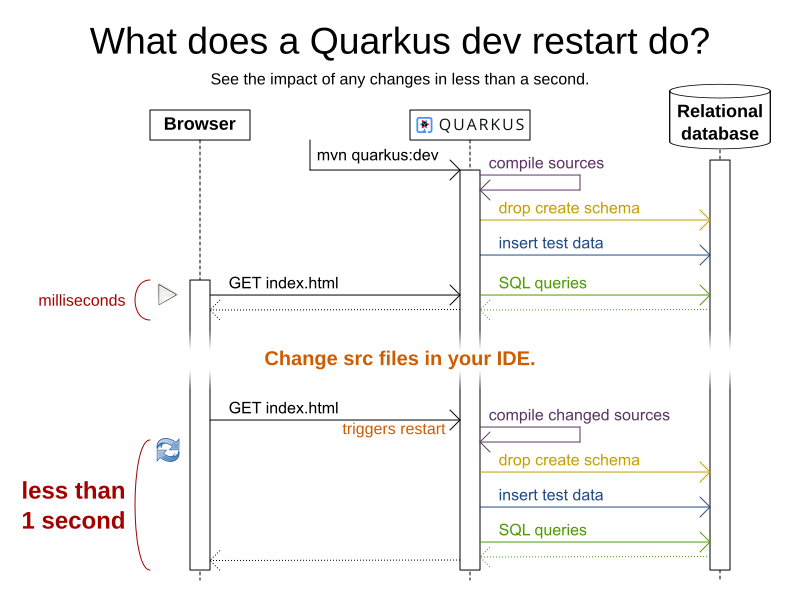 What does a Quarkus dev restart do?
See the impact of any changes in less than a second.
Browser
QUARKUS
Relational
database
mvn quarkus:dev
compile sources
drop create schema
insert test data
GET index.html
SQL queries
milliseconds
Change src files in your IDE.
GET index.html
triggers restart
compile changed sources
drop create schema
insert test data
SQL queries
less than
1 second